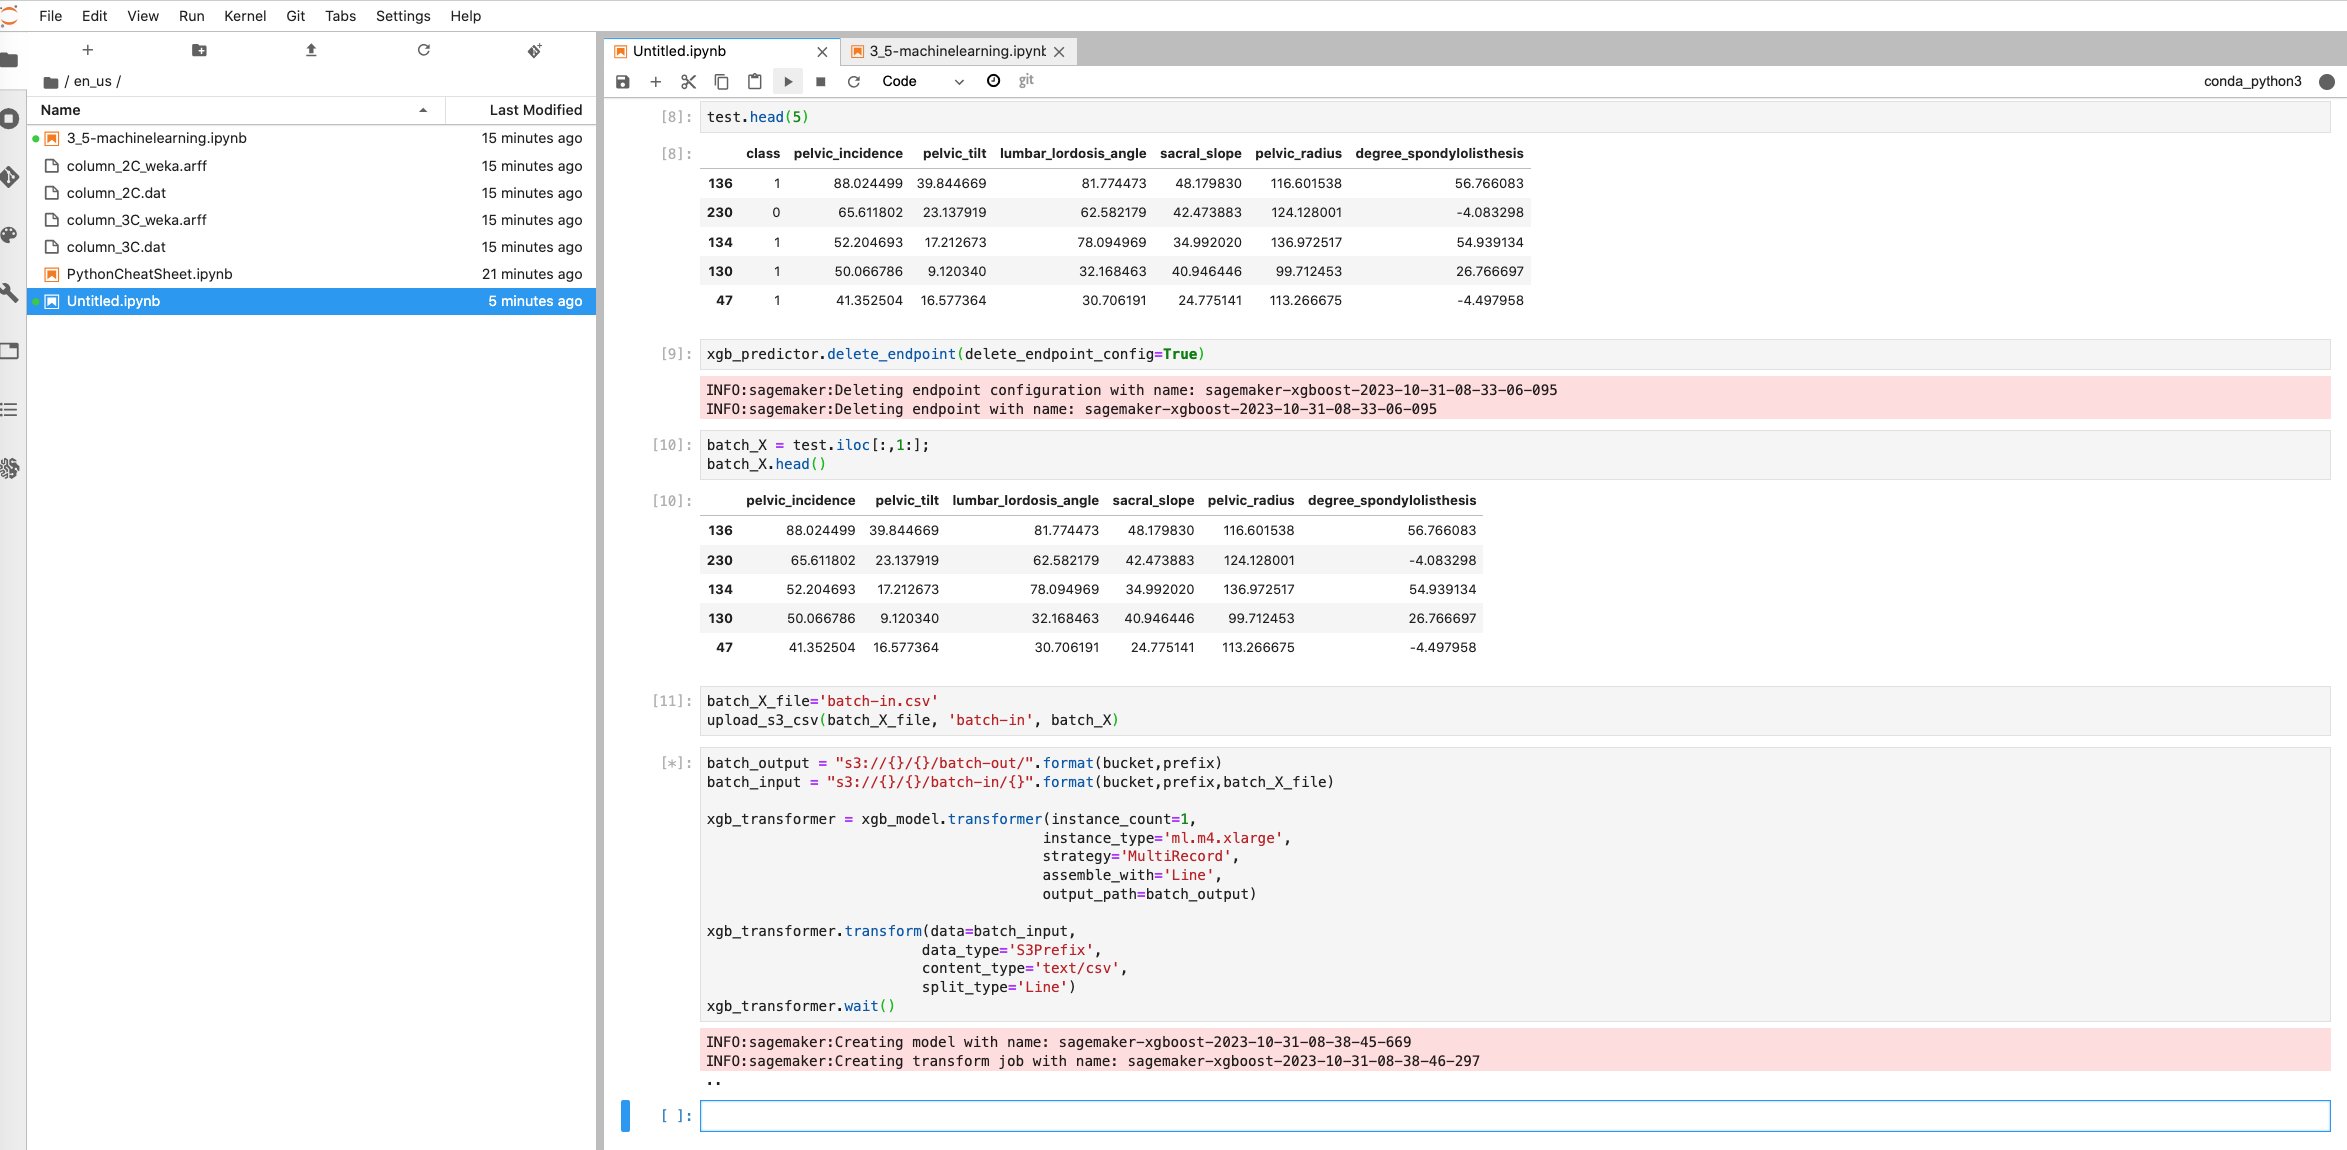 File Edit View Run Kernel Git Tabs Settings Help
/ en_us /
Name Last Modified
3_5-machinelearning.ipynb 15 minutes ago
column_2C_weka.arff 15 minutes ago
column_2C.dat 15 minutes ago
column_3C_weka.arff 15 minutes ago
column_3C.dat 15 minutes ago
PythonCheatSheet.ipynb 21 minutes ago
Untitled.ipynb 5 minutes ago
Untitled.ipynb 3_5-machinelearning.ipynb
Code git conda_python3
[8]: test.head(5)
[8]: class pelvic_incidence pelvic_tilt lumbar_lordosis_angle sacral_slope pelvic_radius degree_spondylolisthesis
136 1 88.024499 39.844669 81.774473 48.179830 116.601538 56.766083
230 0 65.611802 23.137919 62.582179 42.473883 124.128001 -4.083298
134 1 52.204693 17.212673 78.094969 34.992020 136.972517 54.939134
130 1 50.066786 9.120340 32.168463 40.946446 99.712453 26.766697
47 1 41.352504 16.577364 30.706191 24.775141 113.266675 -4.497958
[9]: xgb_predictor.delete_endpoint(delete_endpoint_config=True)
INFO:sagemaker:Deleting endpoint configuration with name: sagemaker-xgboost-2023-10-31-08-33-06-095
INFO:sagemaker:Deleting endpoint with name: sagemaker-xgboost-2023-10-31-08-33-06-095
[10]: batch_X = test.iloc[:,1:];
batch_X.head()
[10]: pelvic_incidence pelvic_tilt lumbar_lordosis_angle sacral_slope pelvic_radius degree_spondylolisthesis
136 88.024499 39.844669 81.774473 48.179830 116.601538 56.766083
230 65.611802 23.137919 62.582179 42.473883 124.128001 -4.083298
134 52.204693 17.212673 78.094969 34.992020 136.972517 54.939134
130 50.066786 9.120340 32.168463 40.946446 99.712453 26.766697
47 41.352504 16.577364 30.706191 24.775141 113.266675 -4.497958
[11]: batch_X_file='batch-in.csv'
upload_s3_csv(batch_X_file, 'batch-in', batch_X)
[*]: batch_output = "s3://{}/{}/batch-out/".format(bucket,prefix)
batch_input = "s3://{}/{}/batch-in/{}".format(bucket,prefix,batch_X_file)
xgb_transformer = xgb_model.transformer(instance_count=1,
instance_type='ml.m4.xlarge',
strategy='MultiRecord',
assemble_with='Line',
output_path=batch_output)
xgb_transformer.transform(data=batch_input,
data_type='S3Prefix',
content_type='text/csv',
split_type='Line')
xgb_transformer.wait()
INFO:sagemaker:Creating model with name: sagemaker-xgboost-2023-10-31-08-38-45-669
INFO:sagemaker:Creating transform job with name: sagemaker-xgboost-2023-10-31-08-38-46-297
..
[ ]: